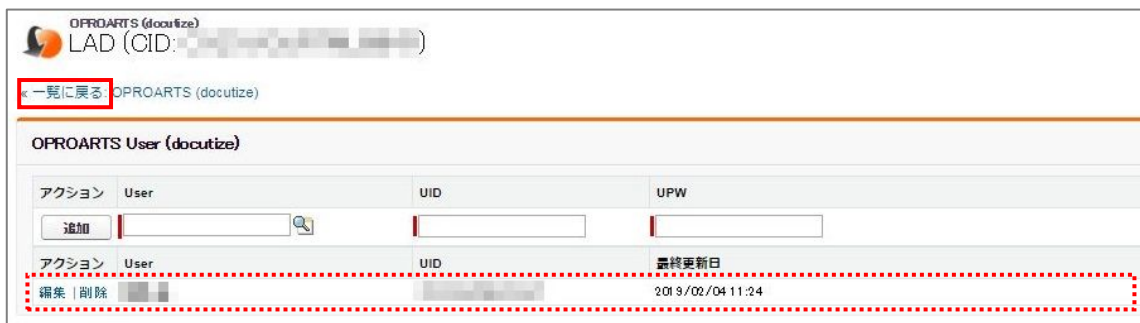 OPROARTS (docutize)
LAD (CID: )
« 一覧に戻る: OPROARTS (docutize)
OPROARTS User (docutize)
アクション User UID UPW
追加
アクション User UID 最終更新日
編集 | 削除 2019/02/04 11:24